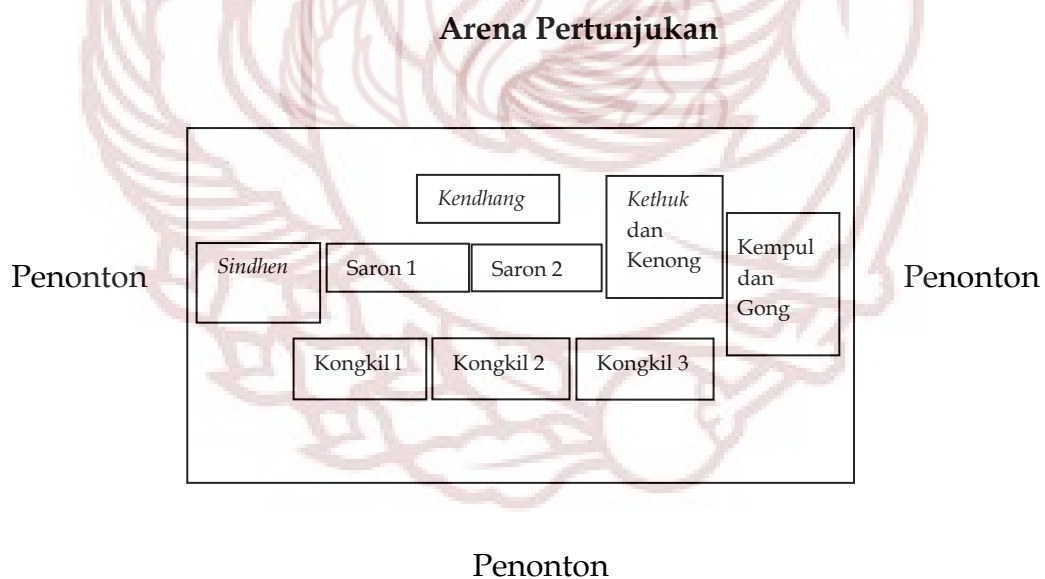 Arena Pertunjukan
Kendhang
Kethuk
dan
Kenong
Kempul
dan
Gong
Sindhen
Saron 1
Saron 2
Penonton
Penonton
Kongkil 1
Kongkil 2
Kongkil 3
Penonton